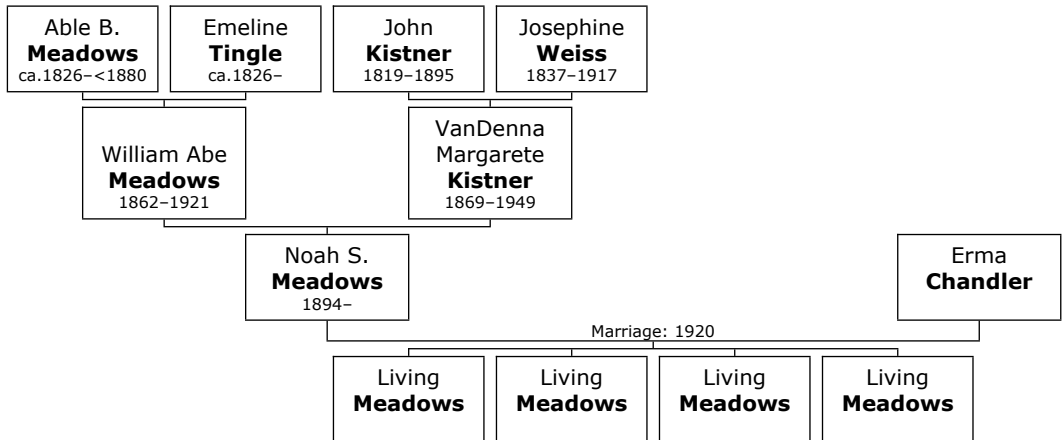 Able B.
Meadows
ca.1826–<1880
Emeline
Tingle
ca.1826–
John
Kistner
1819–1895
Josephine
Weiss
1837–1917
William Abe
Meadows
1862–1921
VanDenna
Margarete
Kistner
1869–1949
Noah S.
Meadows
1894–
Erma
Chandler
Marriage: 1920
Living
Meadows
Living
Meadows
Living
Meadows
Living
Meadows